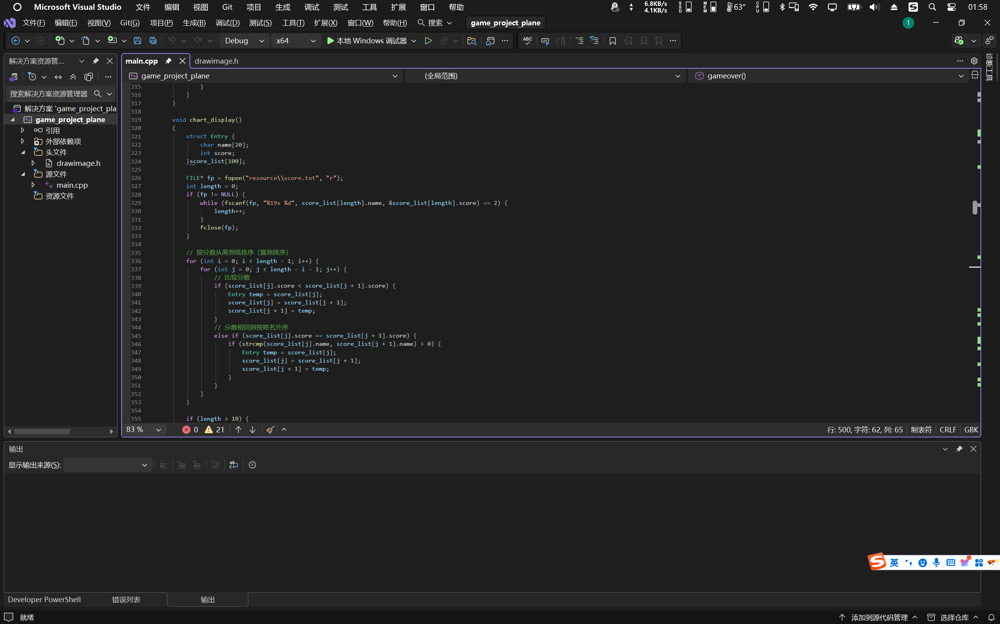 Microsoft Visual Studio 文件 编辑 视图 Git 项目 生成 调试 测试 工具 扩展 窗口 帮助 6.8KB/s 4.1KB/s SSD MEM 63° CPU 01:58
文件(F) 编辑(E) 视图(V) Git(G) 项目(P) 生成(B) 调试(D) 测试(S) 工具(T) 扩展(X) 窗口(W) 帮助(H) 搜索 game_project_plane 1
Debug x64 本地 Windows 调试器 ABC
解决方案资源管... main.cpp drawimage.h
诊断工具
game_project_plane (全局范围) gameover()
搜索解决方案资源管理器
解决方案 'game_project_pla
game_project_plane
引用
外部依赖项
头文件
drawimage.h
源文件
main.cpp
资源文件
315 }
316 }
317 }
318
319 void chart_display()
320 {
321 struct Entry {
322 char name[20];
323 int score;
324 }score_list[100];
325
326 FILE* fp = fopen("resource\\score.txt", "r");
327 int length = 0;
328 if (fp != NULL) {
329 while (fscanf(fp, "%19s %d", score_list[length].name, &score_list[length].score) == 2) {
330 length++;
331 }
332 fclose(fp);
333 }
334
335 // 按分数从高到低排序（冒泡排序）
336 for (int i = 0; i < length - 1; i++) {
337 for (int j = 0; j < length - i - 1; j++) {
338 // 比较分数
339 if (score_list[j].score < score_list[j + 1].score) {
340 Entry temp = score_list[j];
341 score_list[j] = score_list[j + 1];
342 score_list[j + 1] = temp;
343 }
344 // 分数相同则按姓名升序
345 else if (score_list[j].score == score_list[j + 1].score) {
346 if (strcmp(score_list[j].name, score_list[j + 1].name) > 0) {
347 Entry temp = score_list[j];
348 score_list[j] = score_list[j + 1];
349 score_list[j + 1] = temp;
350 }
351 }
352 }
353 }
354
355 if (length > 10) {
83 % 0 21 行: 500, 字符: 62, 列: 65 制表符 CRLF GBK
输出
显示输出来源(S):
英
Developer PowerShell 错误列表 输出
就绪 添加到源代码管理 选择仓库